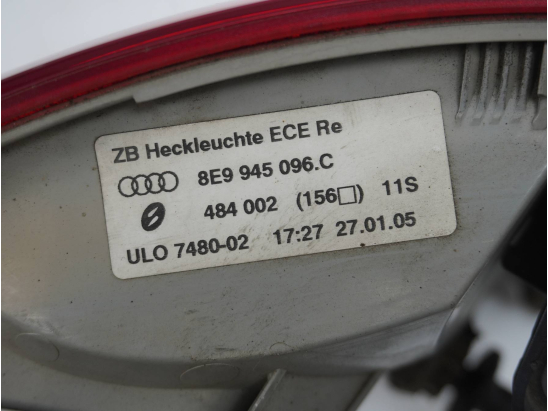 ZB Heckleuchte ECE Re
8E9 945 096.C
484 002 (156□) 11S
ULO 7480-02 17:27 27.01.05